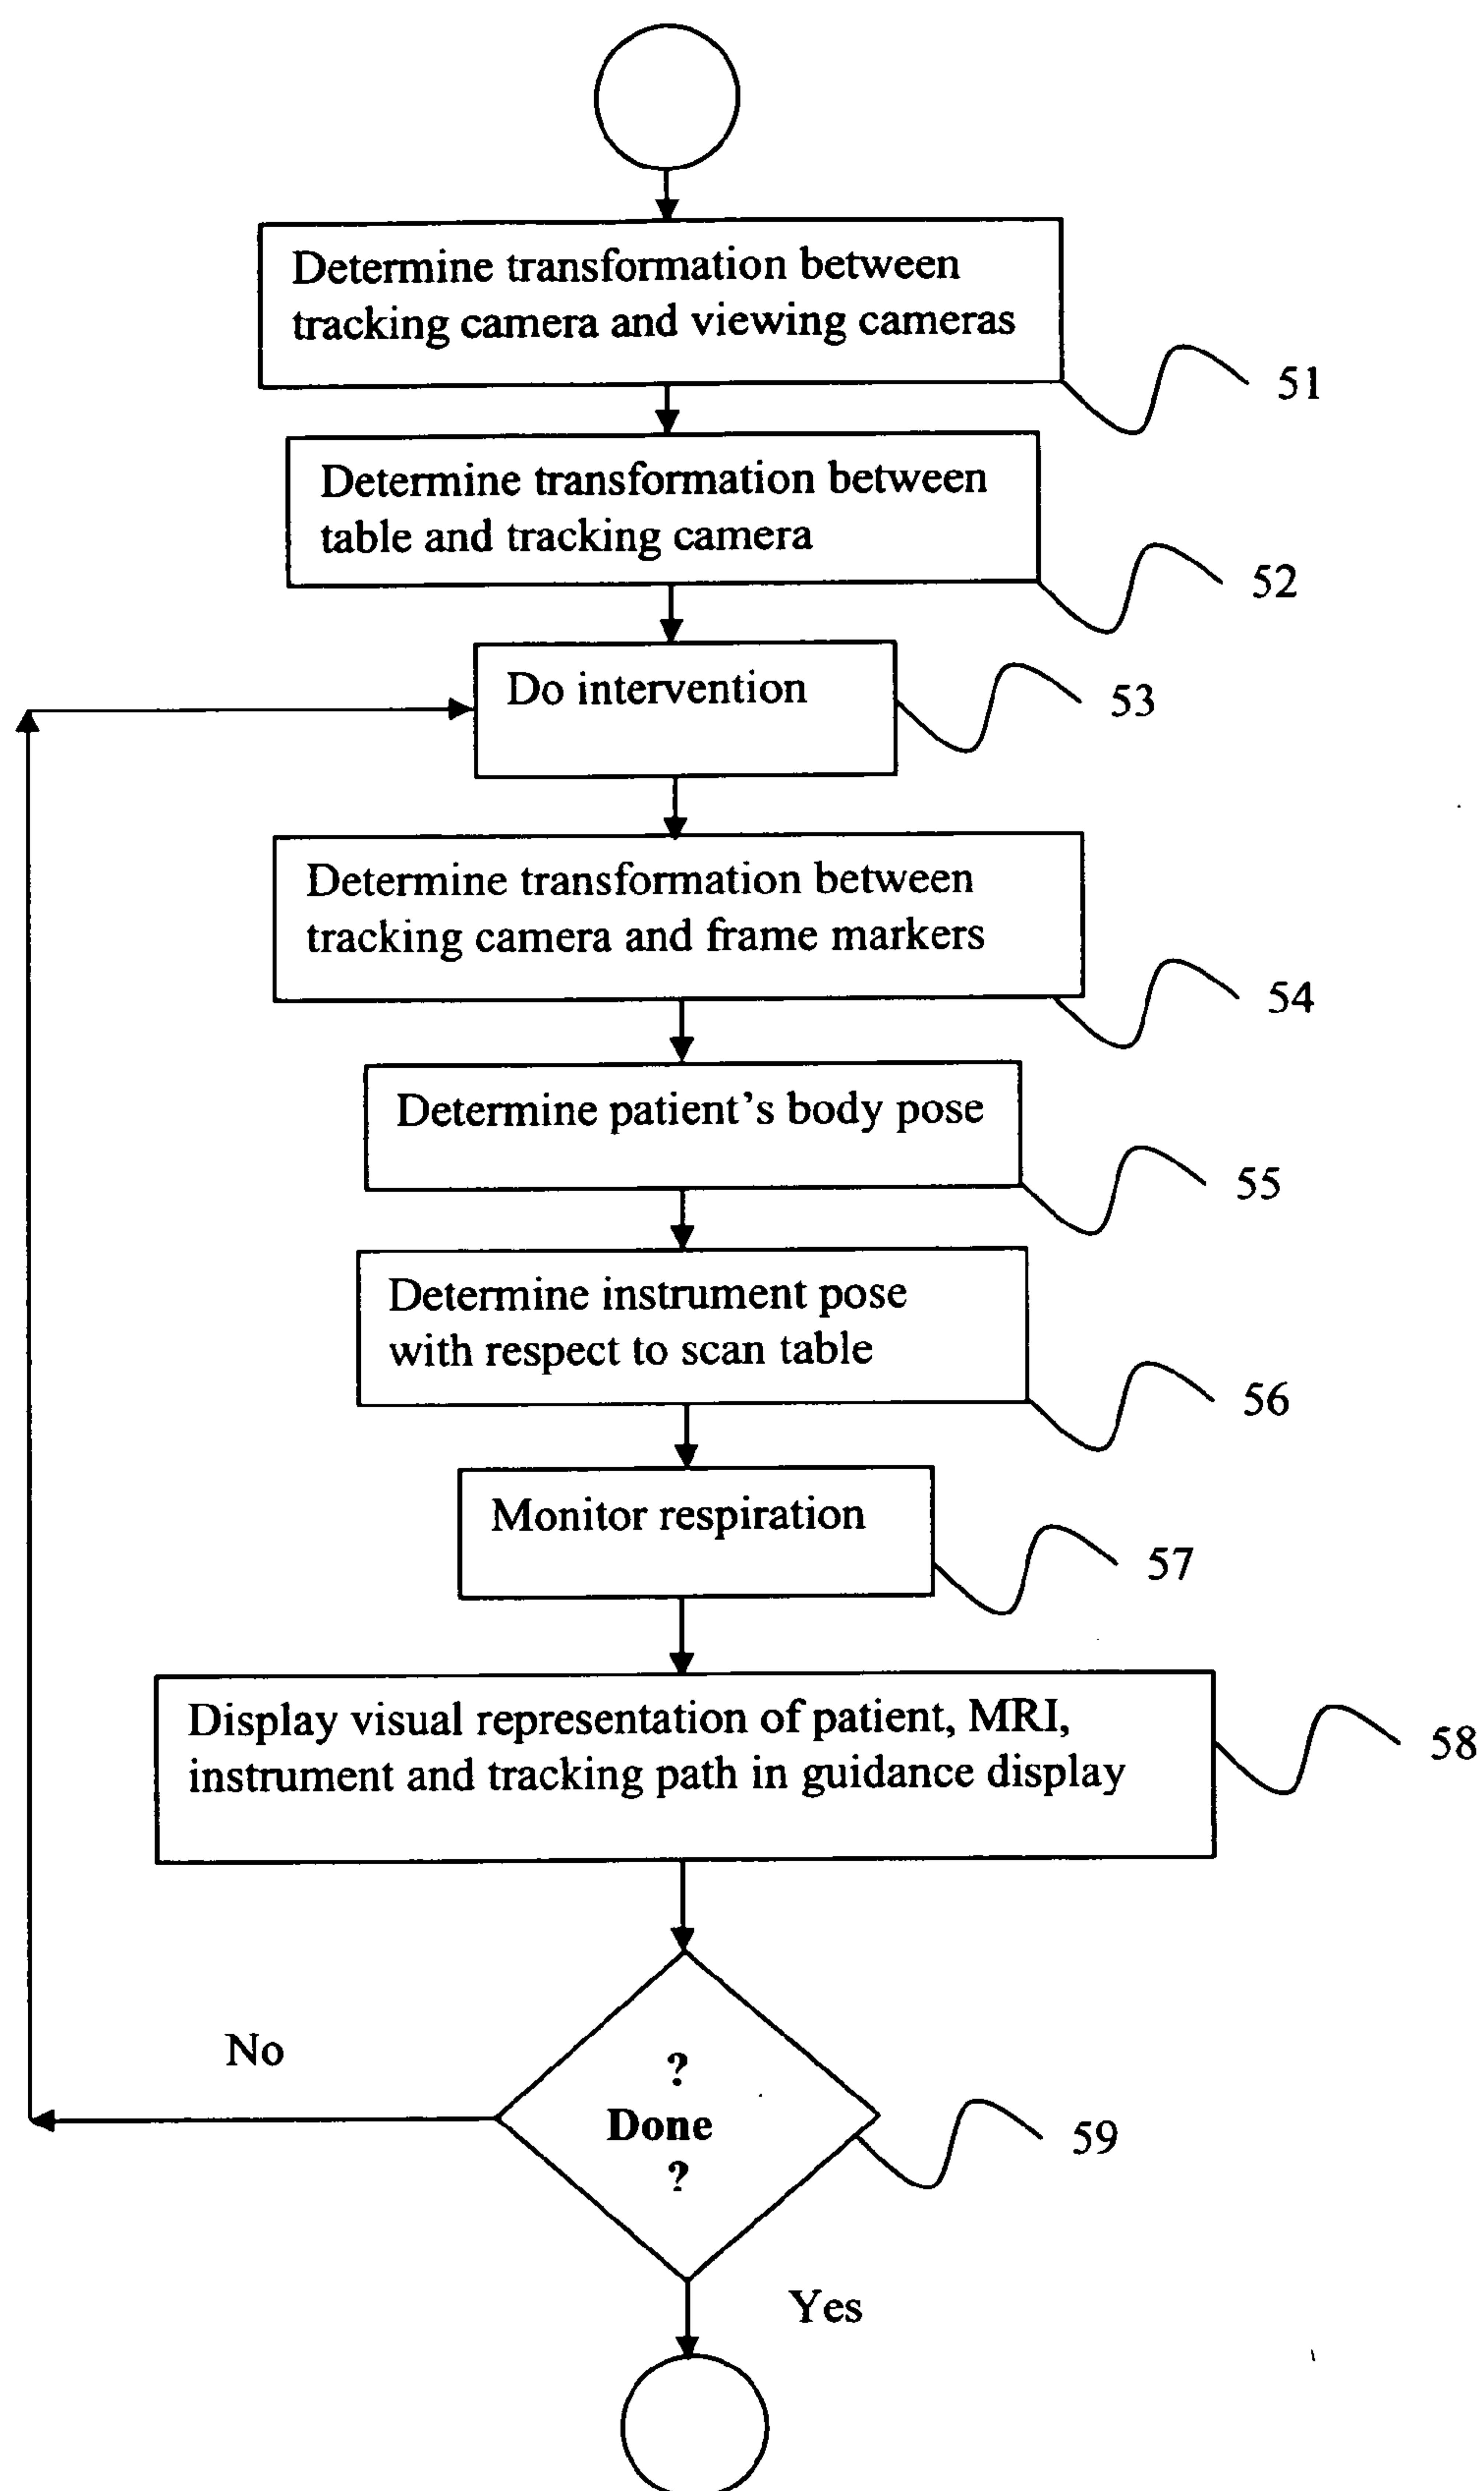 Determine transformation between
tracking camera and viewing cameras
51
Determine transformation between
table and tracking camera
52
Do intervention
53
Determine transformation between
tracking camera and frame markers
54
Determine patient's body pose
55
Determine instrument pose
with respect to scan table
56
Monitor respiration
57
Display visual representation of patient, MRI,
instrument and tracking path in guidance display
58
No
?
Done
?
59
Yes